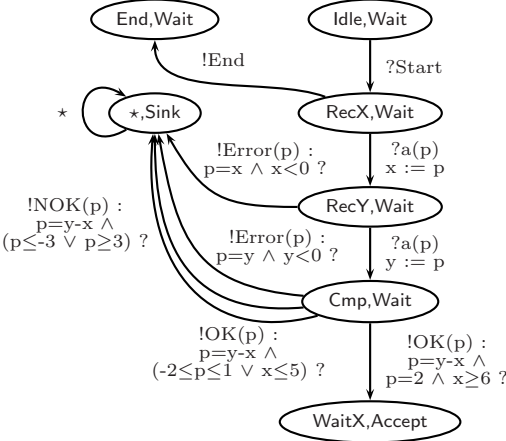 End,Wait
Idle,Wait
!End
?Start
⋆
⋆,Sink
RecX,Wait
!Error(p) :
p=x ∧ x<0 ?
?a(p)
x := p
RecY,Wait
!NOK(p) :
p=y-x ∧
(p≤-3 ∨ p≥3) ?
!Error(p) :
p=y ∧ y<0 ?
?a(p)
y := p
Cmp,Wait
!OK(p) :
p=y-x ∧
(-2≤p≤1 ∨ x≤5) ?
!OK(p) :
p=y-x ∧
p=2 ∧ x≥6 ?
WaitX,Accept